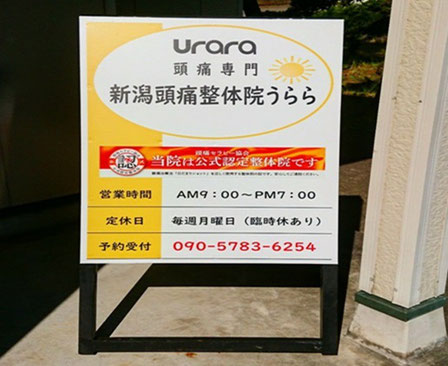 urara
頭痛専門
新潟頭痛整体院うらら
認
頭痛セラピー協会
当院は公式認定整体院です
営業時間 AM9：00〜PM7：00
定休日 毎週月曜日（臨時休あり）
予約受付 090-5783-6254